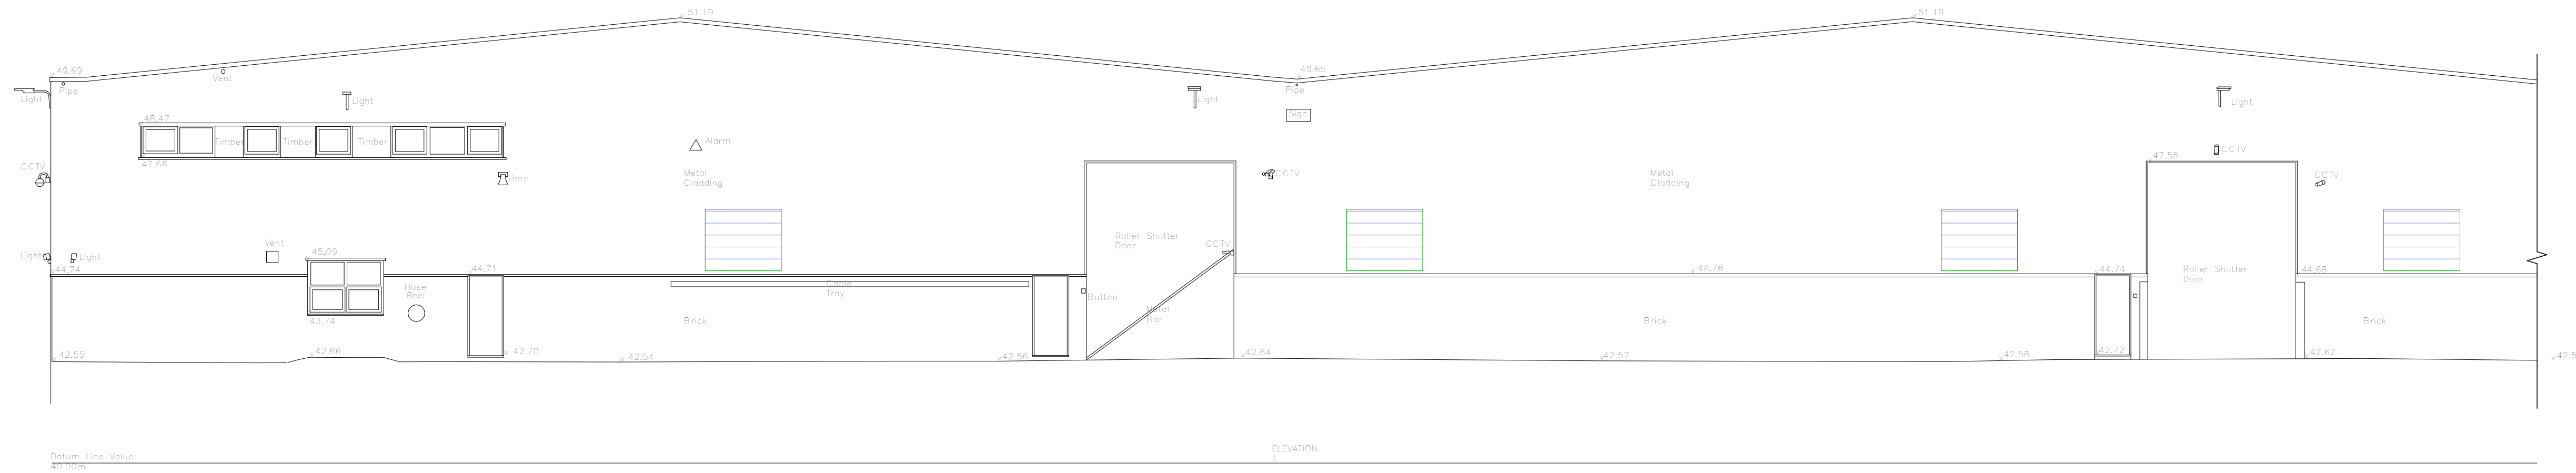 51.19
51.19
49.69
49.65
Vent
Pipe
Pipe
Light
Light
Light
Light
48.47
Sign
Timber
Timber
Timber
Alarm
CCTV
47.55
47.68
CCTV
Metal
Cladding
Horn
CCTV
Metal
Cladding
CCTV
Roller Shutter
Door
CCTV
Vent
45.09
Light
Light
44.74
44.71
44.76
44.74
Roller Shutter
Door
44.68
Hose
Reel
Cable
Tray
Button
Metal
Bar
43.74
Brick
Brick
Brick
42.55
42.66
42.70
42.54
42.56
42.64
42.57
42.58
42.72
42.62
42.5
ELEVATION
1
Datum Line Value:
40.00m